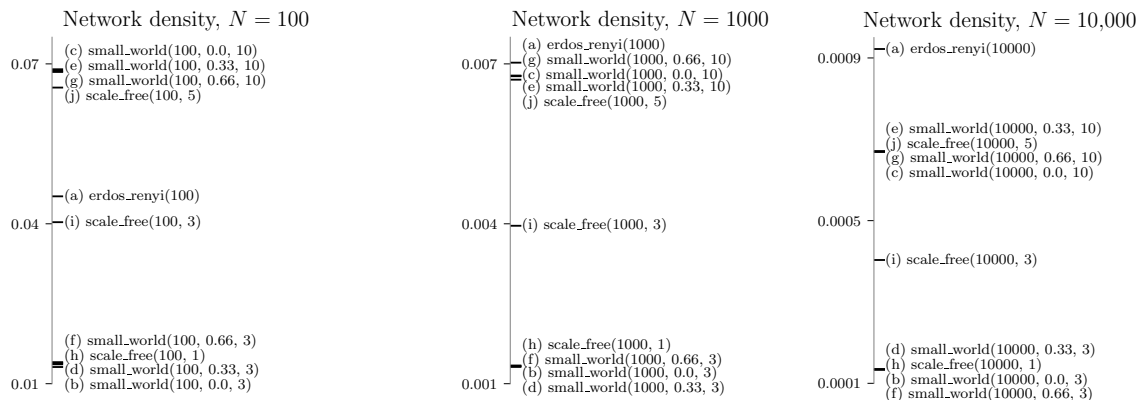 Network density, N = 100
0.07
(c) small_world(100, 0.0, 10)
(e) small_world(100, 0.33, 10)
(g) small_world(100, 0.66, 10)
(j) scale_free(100, 5)
(a) erdos_renyi(100)
0.04
(i) scale_free(100, 3)
(f) small_world(100, 0.66, 3)
(h) scale_free(100, 1)
(d) small_world(100, 0.33, 3)
(b) small_world(100, 0.0, 3)
0.01
Network density, N = 1000
0.007
(a) erdos_renyi(1000)
(g) small_world(1000, 0.66, 10)
(c) small_world(1000, 0.0, 10)
(e) small_world(1000, 0.33, 10)
(j) scale_free(1000, 5)
0.004
(i) scale_free(1000, 3)
(h) scale_free(1000, 1)
(f) small_world(1000, 0.66, 3)
(b) small_world(1000, 0.0, 3)
(d) small_world(1000, 0.33, 3)
0.001
Network density, N = 10,000
(a) erdos_renyi(10000)
0.0009
(e) small_world(10000, 0.33, 10)
(j) scale_free(10000, 5)
(g) small_world(10000, 0.66, 10)
(c) small_world(10000, 0.0, 10)
0.0005
(i) scale_free(10000, 3)
(d) small_world(10000, 0.33, 3)
(h) scale_free(10000, 1)
(b) small_world(10000, 0.0, 3)
0.0001
(f) small_world(10000, 0.66, 3)